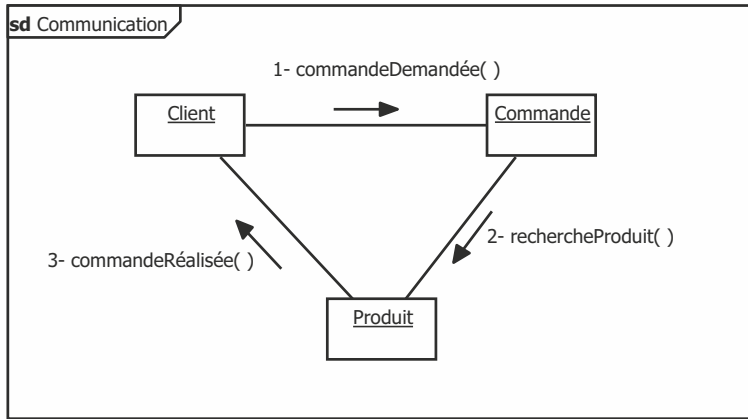 sd Communication
1- commandeDemandée( )
Client
Commande
2- rechercheProduit( )
3- commandeRéalisée( )
Produit